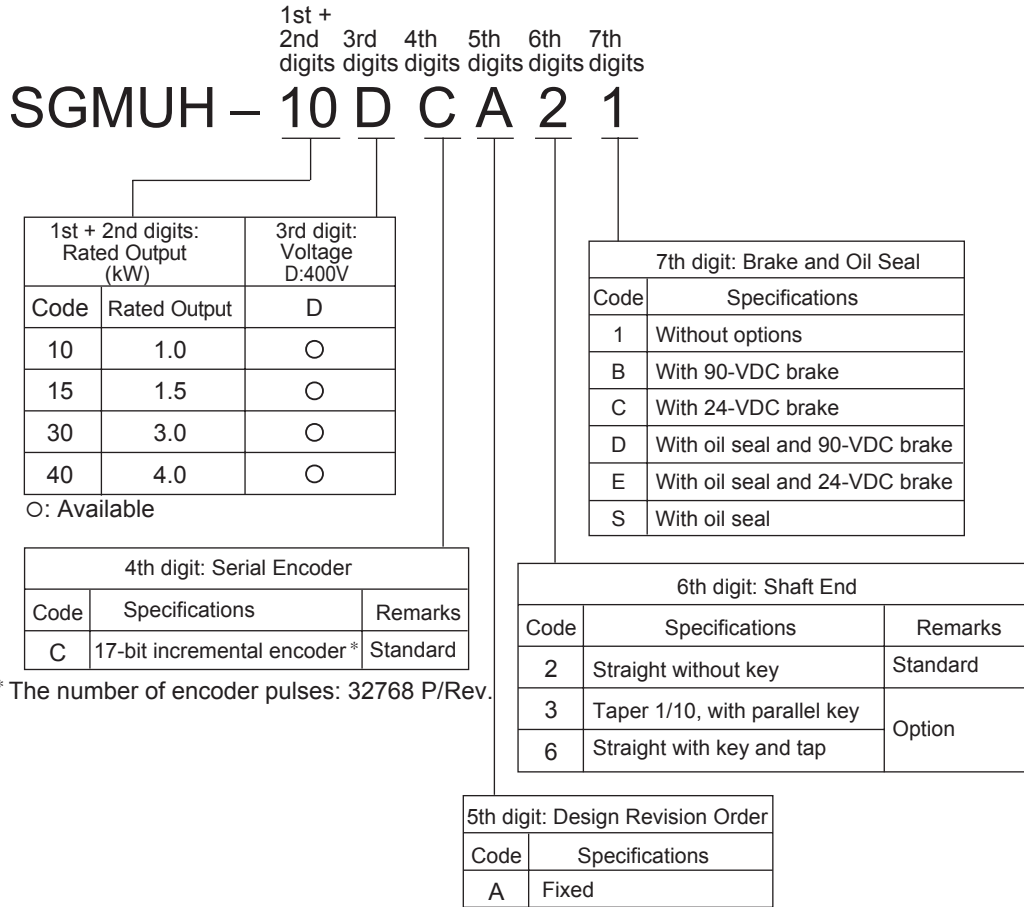 1st +
2nd 3rd 4th 5th 6th 7th
digits digits digits digits digits digits
SGMUH – 10 D C A 2 1
1st + 2nd digits:
Rated Output
(kW)
3rd digit:
Voltage
D:400V
Code Rated Output D
10 1.0 ○
15 1.5 ○
30 3.0 ○
40 4.0 ○
○: Available
7th digit: Brake and Oil Seal
Code Specifications
1 Without options
B With 90-VDC brake
C With 24-VDC brake
D With oil seal and 90-VDC brake
E With oil seal and 24-VDC brake
S With oil seal
4th digit: Serial Encoder
Code Specifications Remarks
C 17-bit incremental encoder * Standard
* The number of encoder pulses: 32768 P/Rev.
6th digit: Shaft End
Code Specifications Remarks
2 Straight without key Standard
3 Taper 1/10, with parallel key
Option
6 Straight with key and tap
5th digit: Design Revision Order
Code Specifications
A Fixed